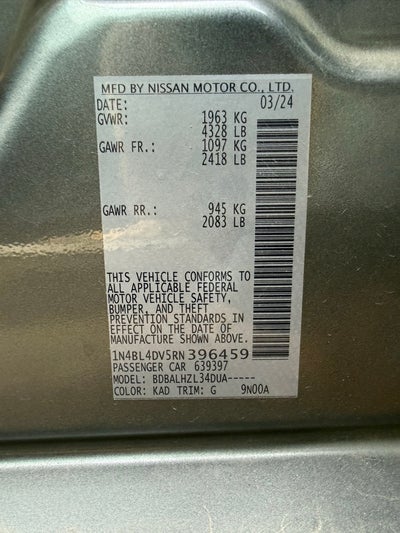 MFD BY NISSAN MOTOR CO., LTD.
DATE: 03/24
GVWR: 1963 KG
4328 LB
GAWR FR.: 1097 KG
2418 LB
GAWR RR.: 945 KG
2083 LB
THIS VEHICLE CONFORMS TO
ALL APPLICABLE FEDERAL
MOTOR VEHICLE SAFETY,
BUMPER, AND THEFT
PREVENTION STANDARDS IN
EFFECT ON THE DATE OF
MANUFACTURE SHOWN ABOVE
1N4BL4DV5RN396459
PASSENGER CAR 639397
MODEL: BDBALHZL34DUA-----
COLOR: KAD TRIM: G 9N00A